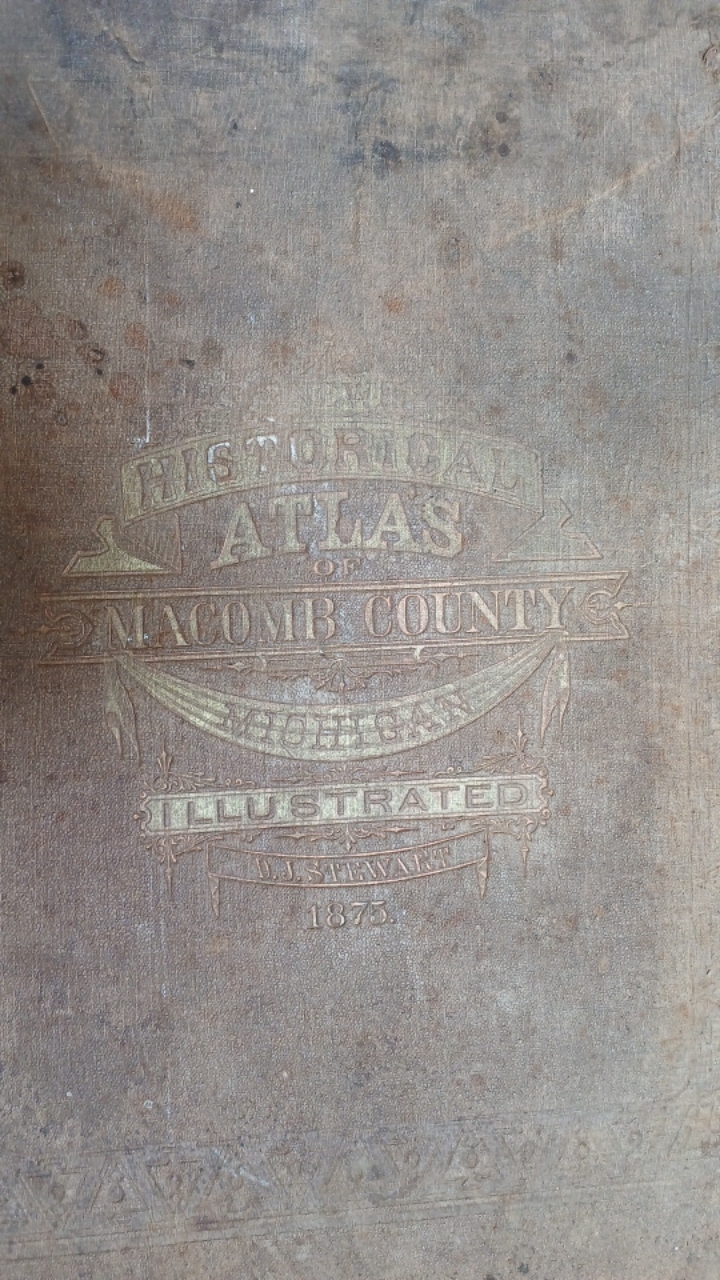 HISTORICAL
ATLAS
OF
MACOMB COUNTY
MICHIGAN
ILLUSTRATED
D.J. STEWART
1875.